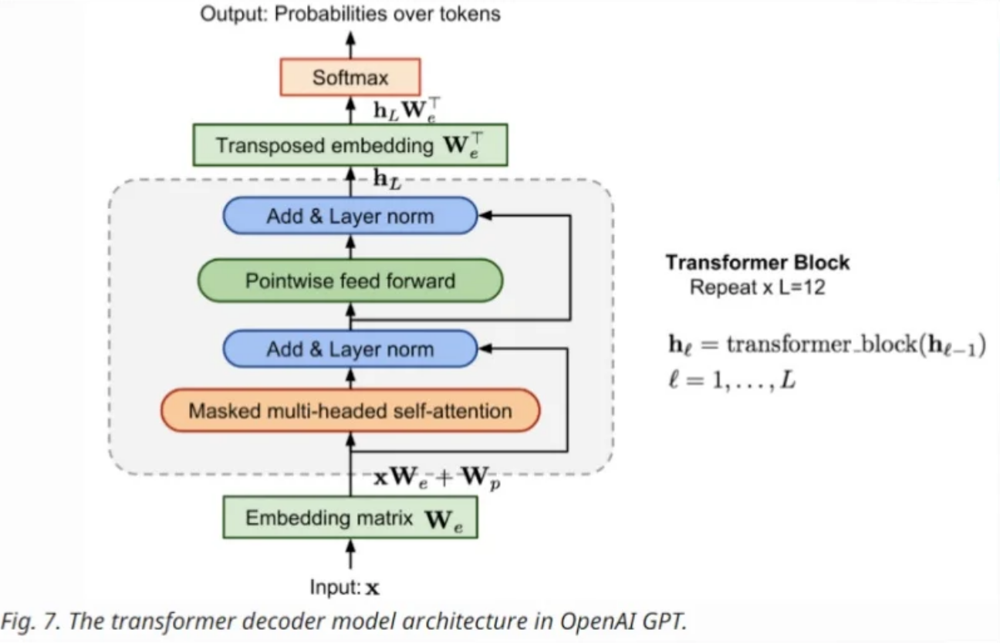 Output: Probabilities over tokens
Softmax
h_L W_e^⊤
Transposed embedding W_e^⊤
h_L
Add & Layer norm
Pointwise feed forward
Add & Layer norm
Masked multi-headed self-attention
xW_e + W_p
Embedding matrix W_e
Input: x
Transformer Block
Repeat x L=12
h_ℓ = transformer_block(h_{ℓ−1})
ℓ = 1, . . . , L
Fig. 7. The transformer decoder model architecture in OpenAI GPT.